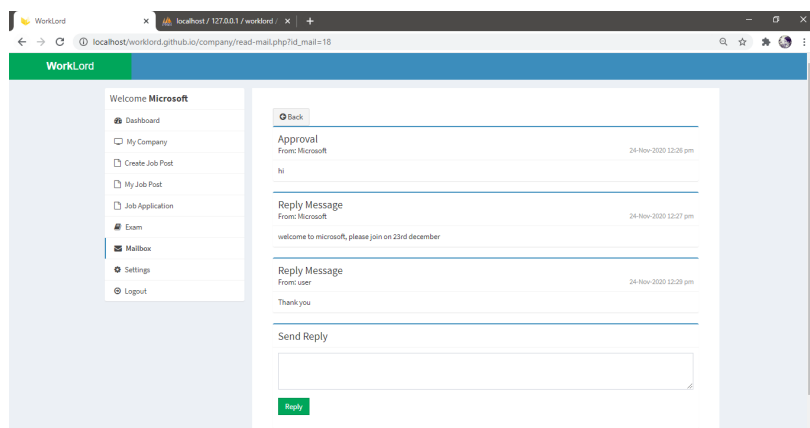 WorkLord
localhost / 127.0.0.1 / worklord /
localhost/worklord.github.io/company/read-mail.php?id_mail=18
WorkLord
Welcome Microsoft
Dashboard
My Company
Create Job Post
My Job Post
Job Application
Exam
Mailbox
Settings
Logout
Back
Approval
From: Microsoft 24-Nov-2020 12:26 pm
hi
Reply Message
From: Microsoft 24-Nov-2020 12:27 pm
welcome to microsoft, please join on 23rd december
Reply Message
From: user 24-Nov-2020 12:29 pm
Thank you
Send Reply
Reply